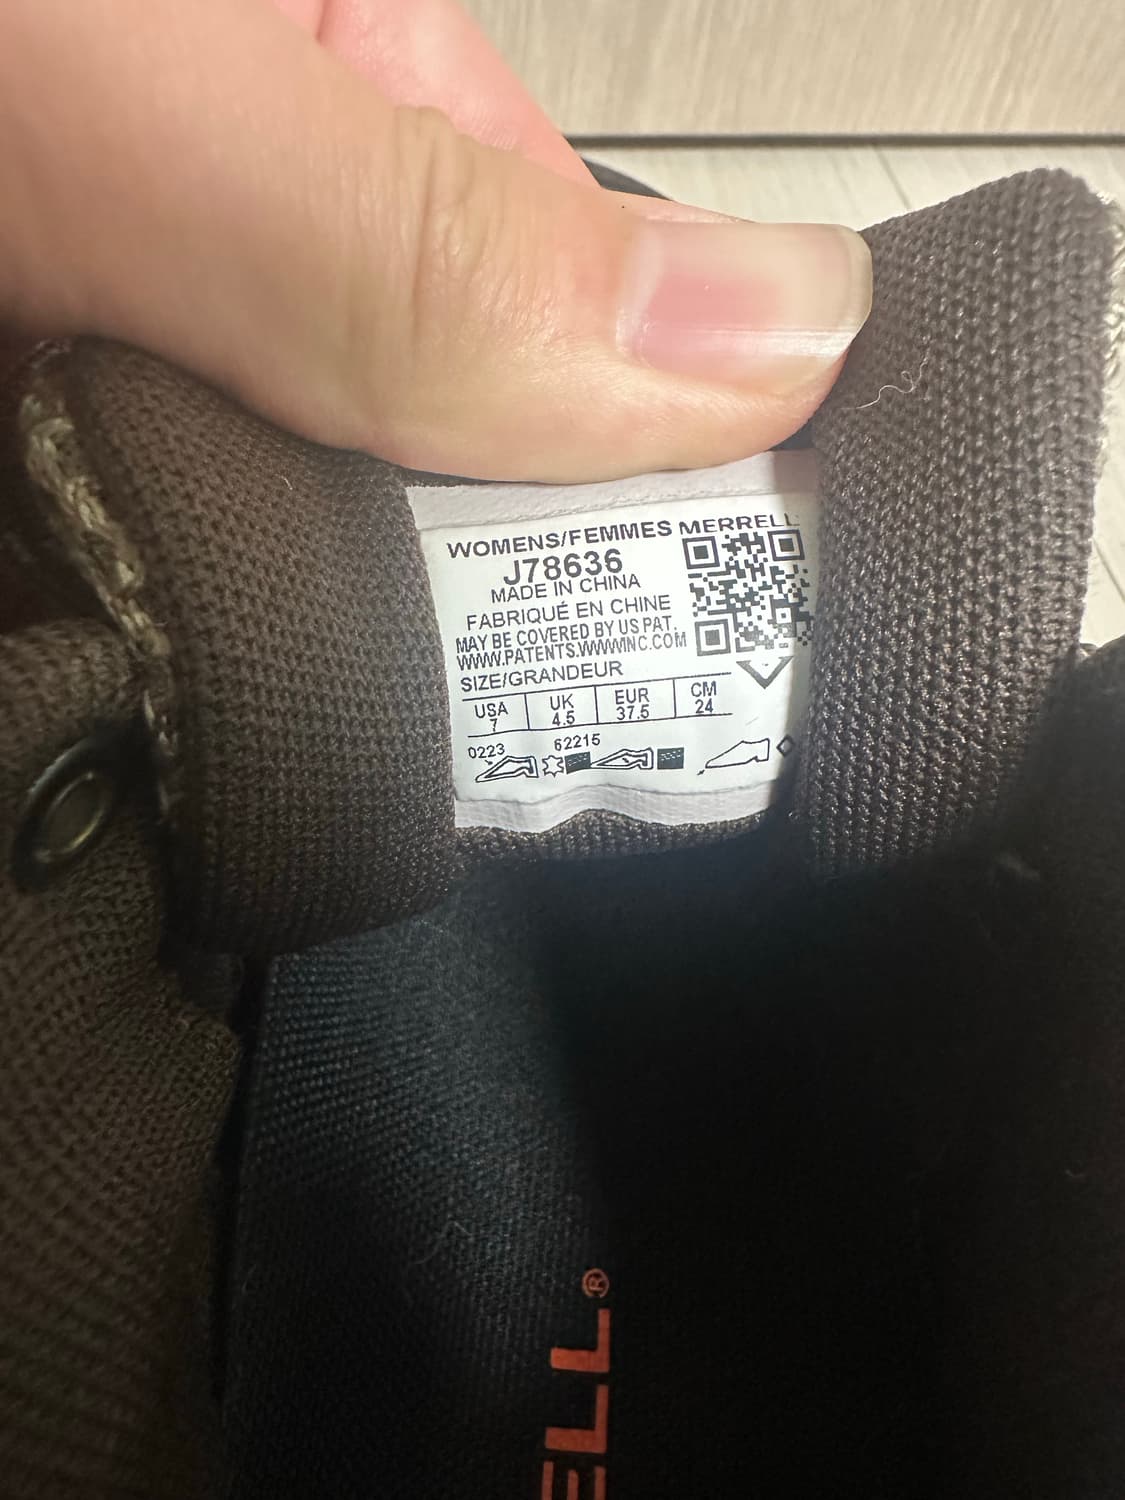 WOMENS/FEMMES MERRELL
J78636
MADE IN CHINA
FABRIQUÉ EN CHINE
MAY BE COVERED BY US PAT.
WWW.PATENTS.WWWINC.COM
SIZE/GRANDEUR
USA UK EUR CM
7 4.5 37.5 24
0223 62215
ELL®